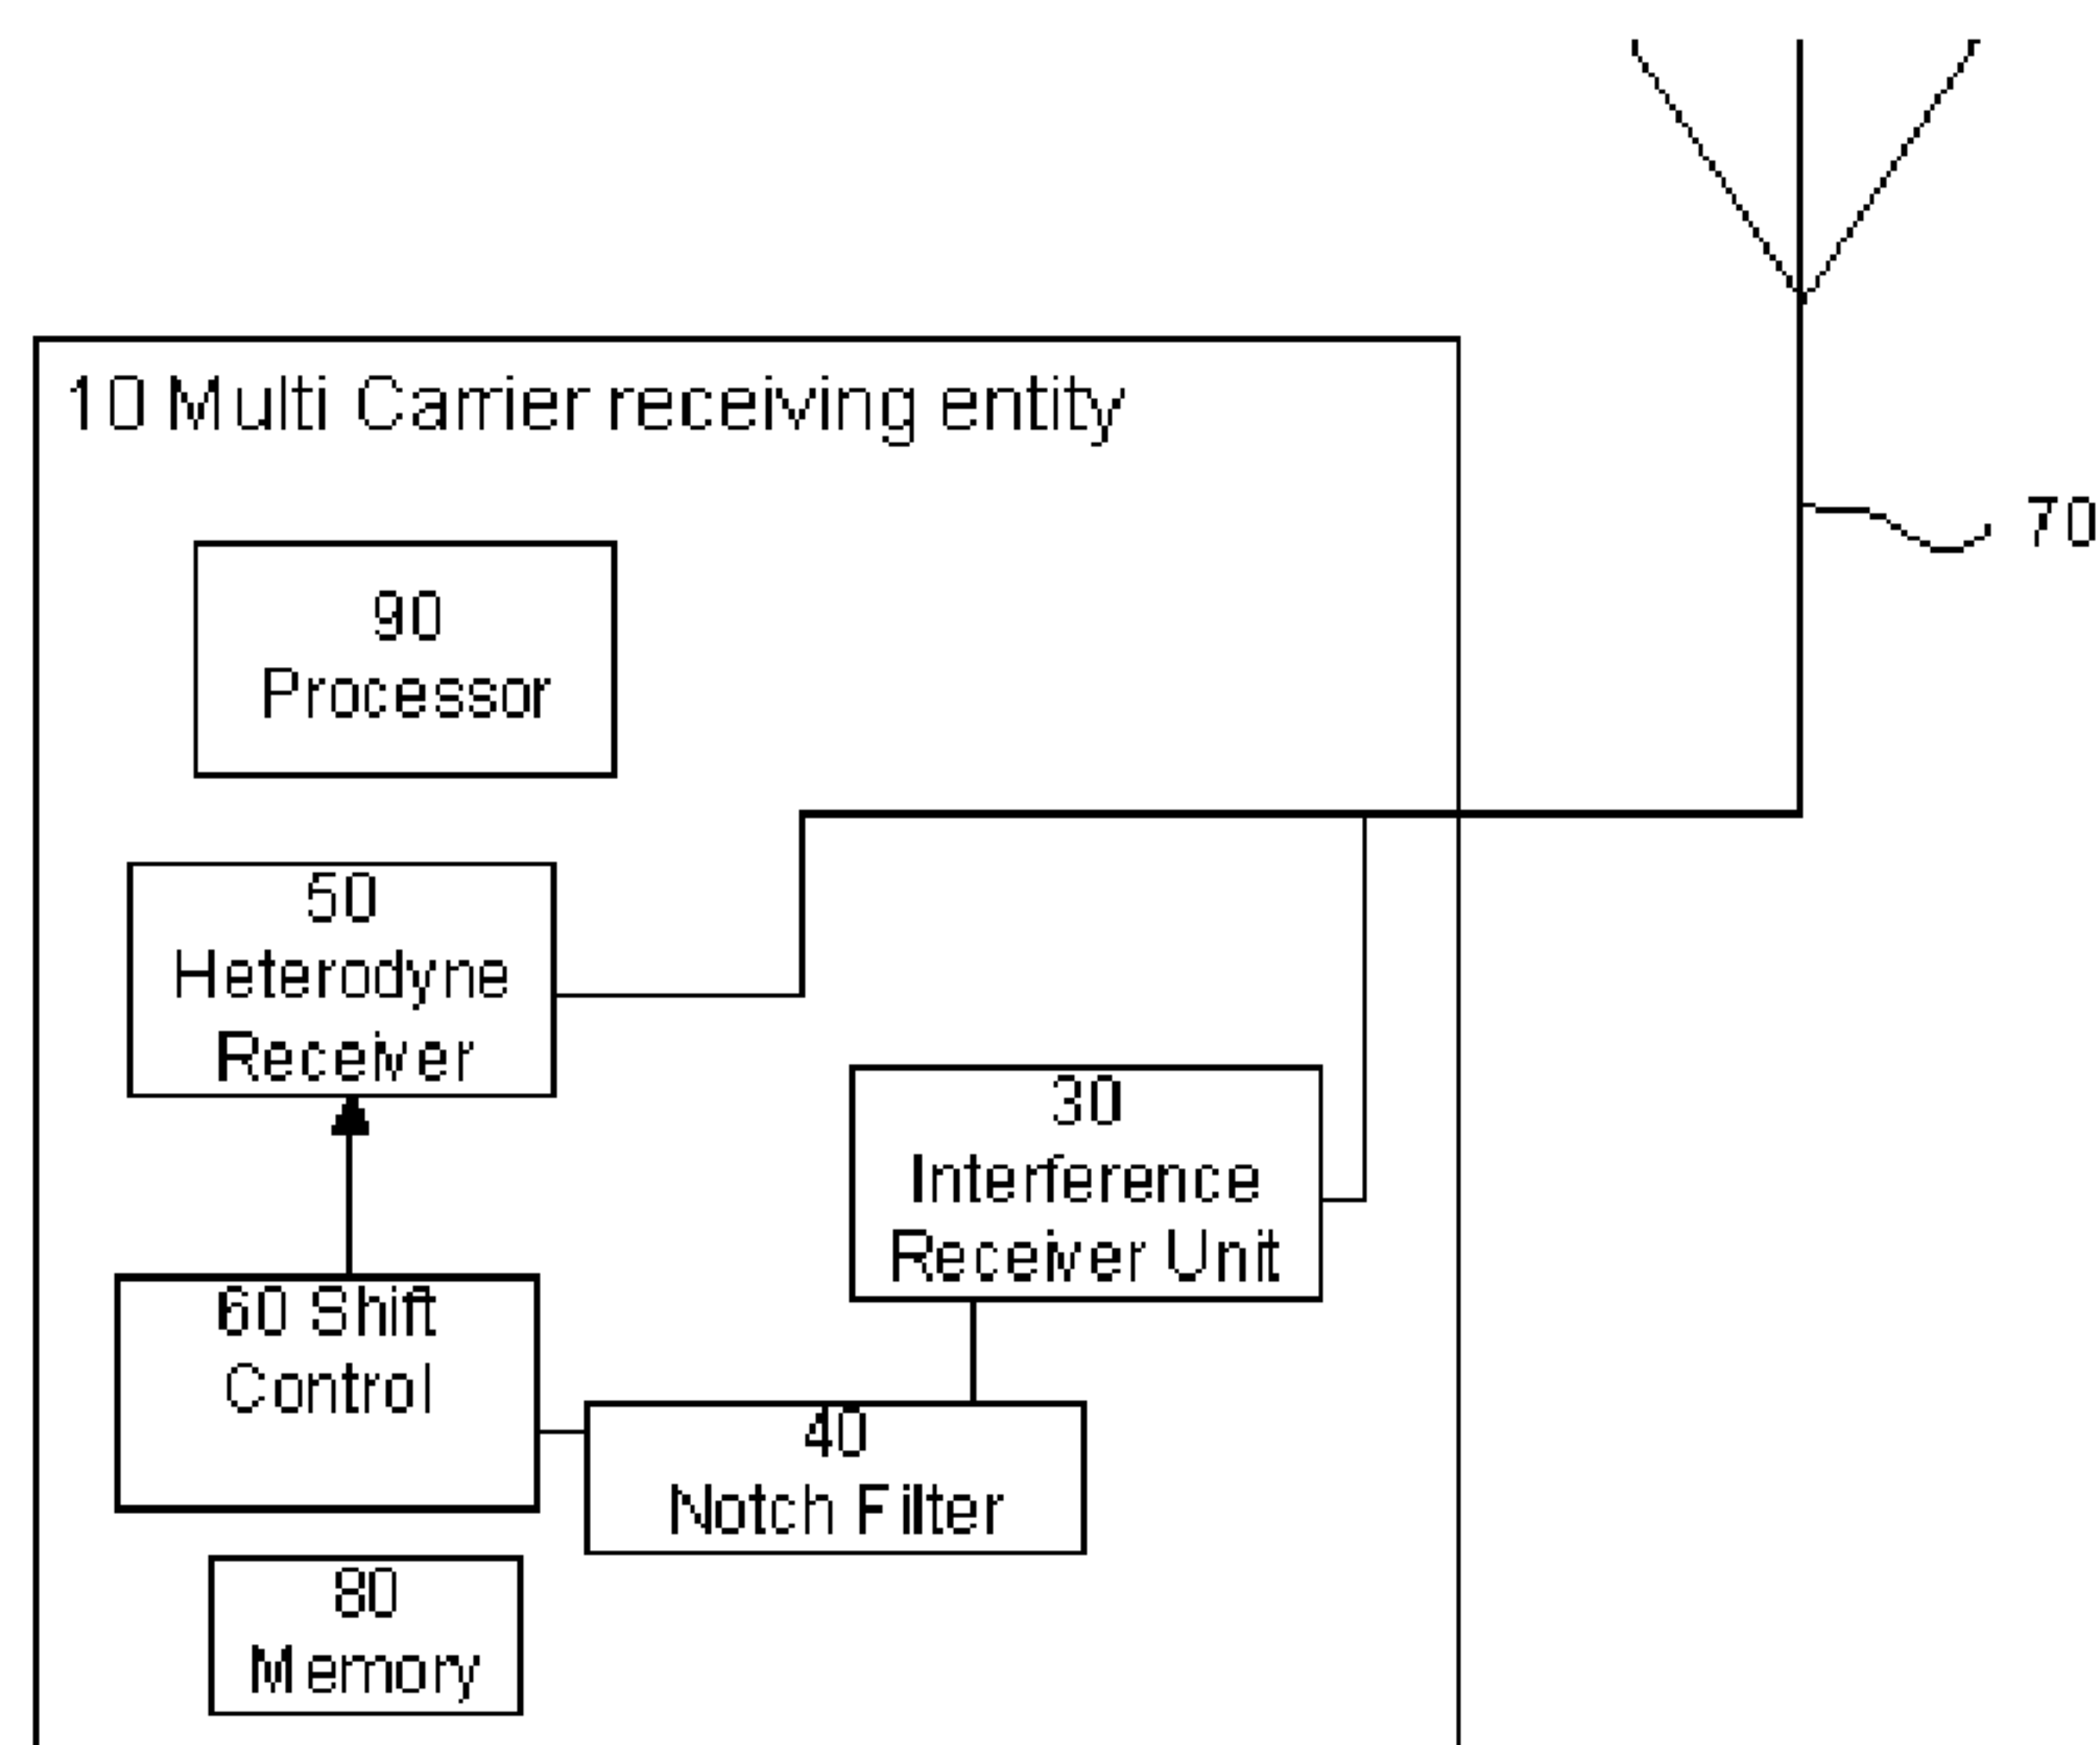 10 Multi Carrier receiving entity
70
90
Processor
50
Heterodyne
Receiver
30
Interference
Receiver Unit
60 Shift
Control
40
Notch Filter
80
Memory